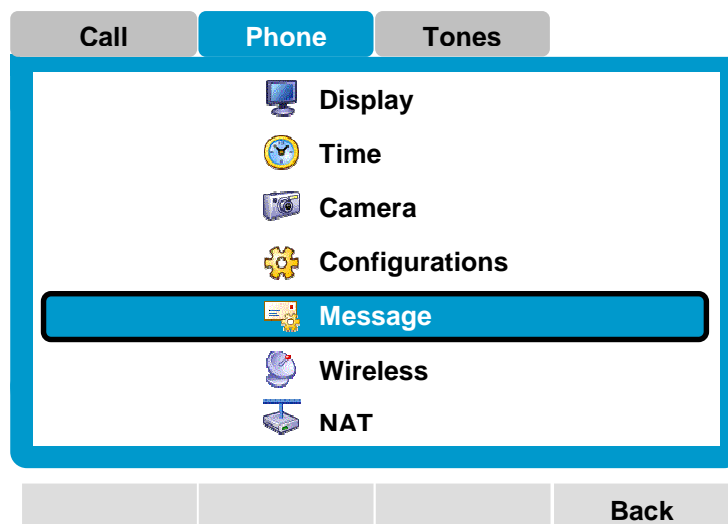 Call Phone Tones
Display
Time
Camera
Configurations
Message
Wireless
NAT
Back